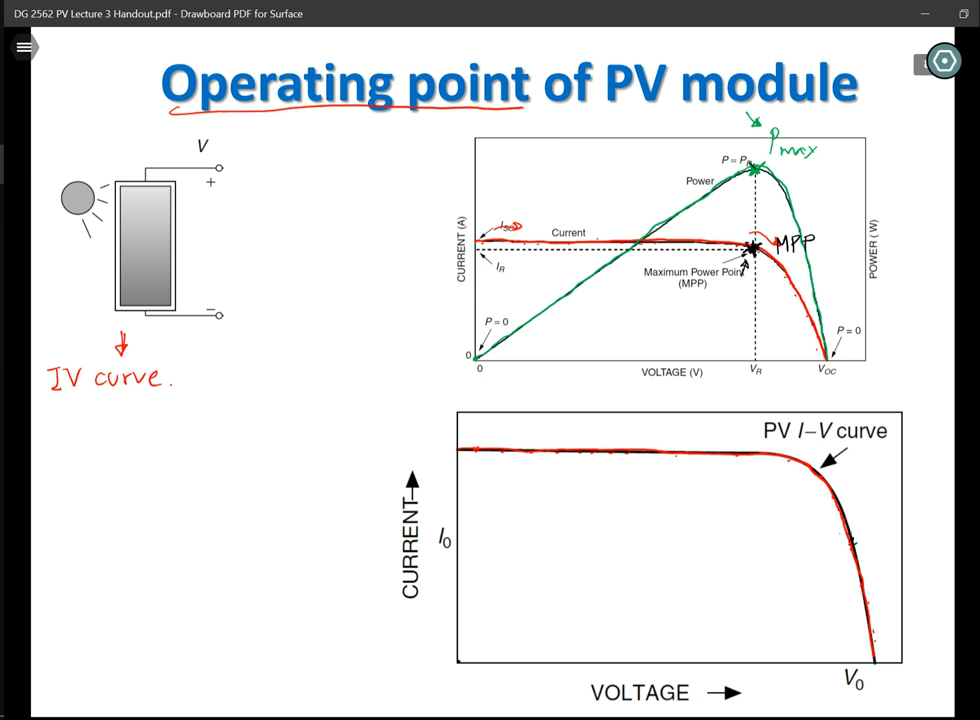 DG 2562 PV Lecture 3 Handout.pdf - Drawboard PDF for Surface
Operating point of PV module
V
+
–
IV curve.
Pmax
P = PR
Power
ISC
Current
MPP
IR
Maximum Power Point
(MPP)
P = 0
P = 0
CURRENT (A)
POWER (W)
0
0
VOLTAGE (V)
VR
VOC
PV I–V curve
CURRENT
I0
V0
VOLTAGE